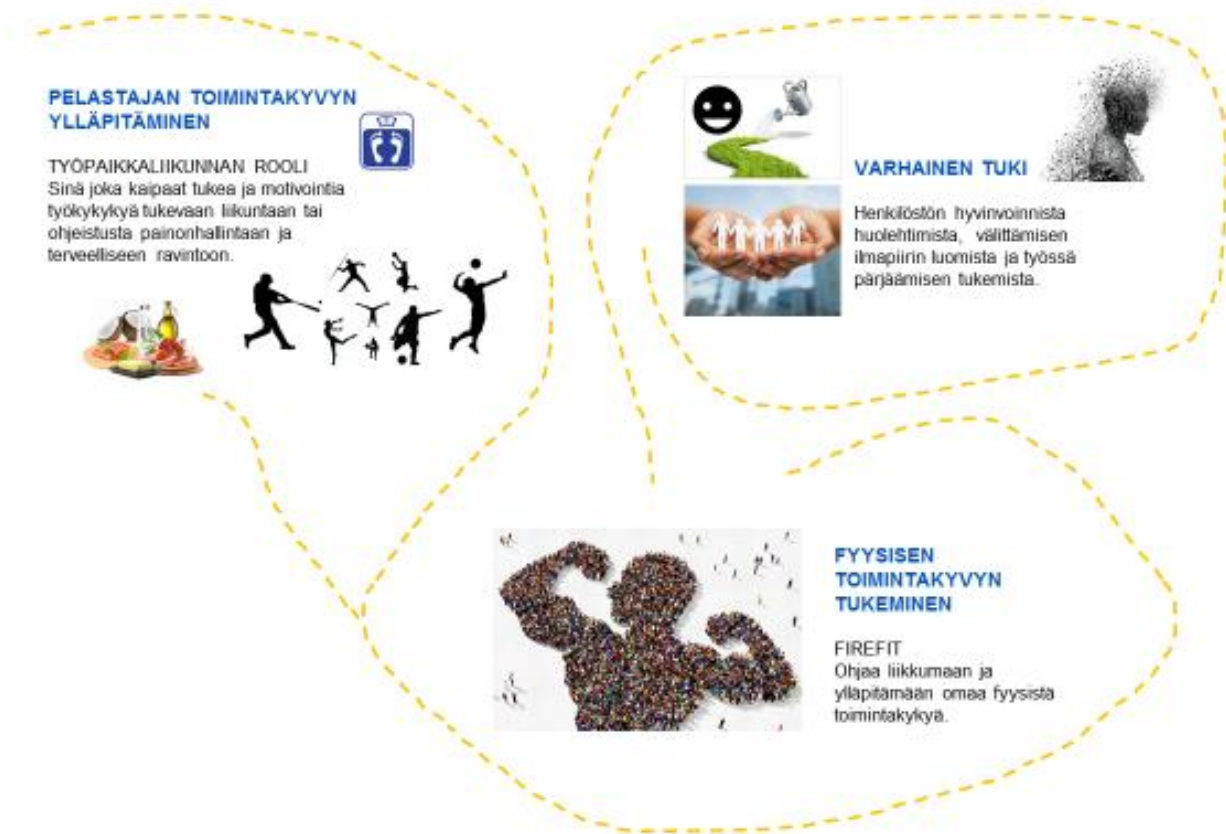 PELASTAJAN TOIMINTAKYVYN
YLLÄPITÄMINEN
TYÖPAIKKALIIKUNNAN ROOLI
Sinä joka kaipaat tukea ja motivointia
työkykykyä tukevaan liikuntaan tai
ohjeistusta painonhallintaan ja
terveelliseen ravintoon.
VARHAINEN TUKI
Henkilöstön hyvinvoinnista
huolehtimista, välittämisen
ilmapiirin luomista ja työssä
pärjäämisen tukemista.
FYYSISEN
TOIMINTAKYVYN
TUKEMINEN
FIREFIT
Ohjaa liikkumaan ja
ylläpitämään omaa fyysistä
toimintakykyä.